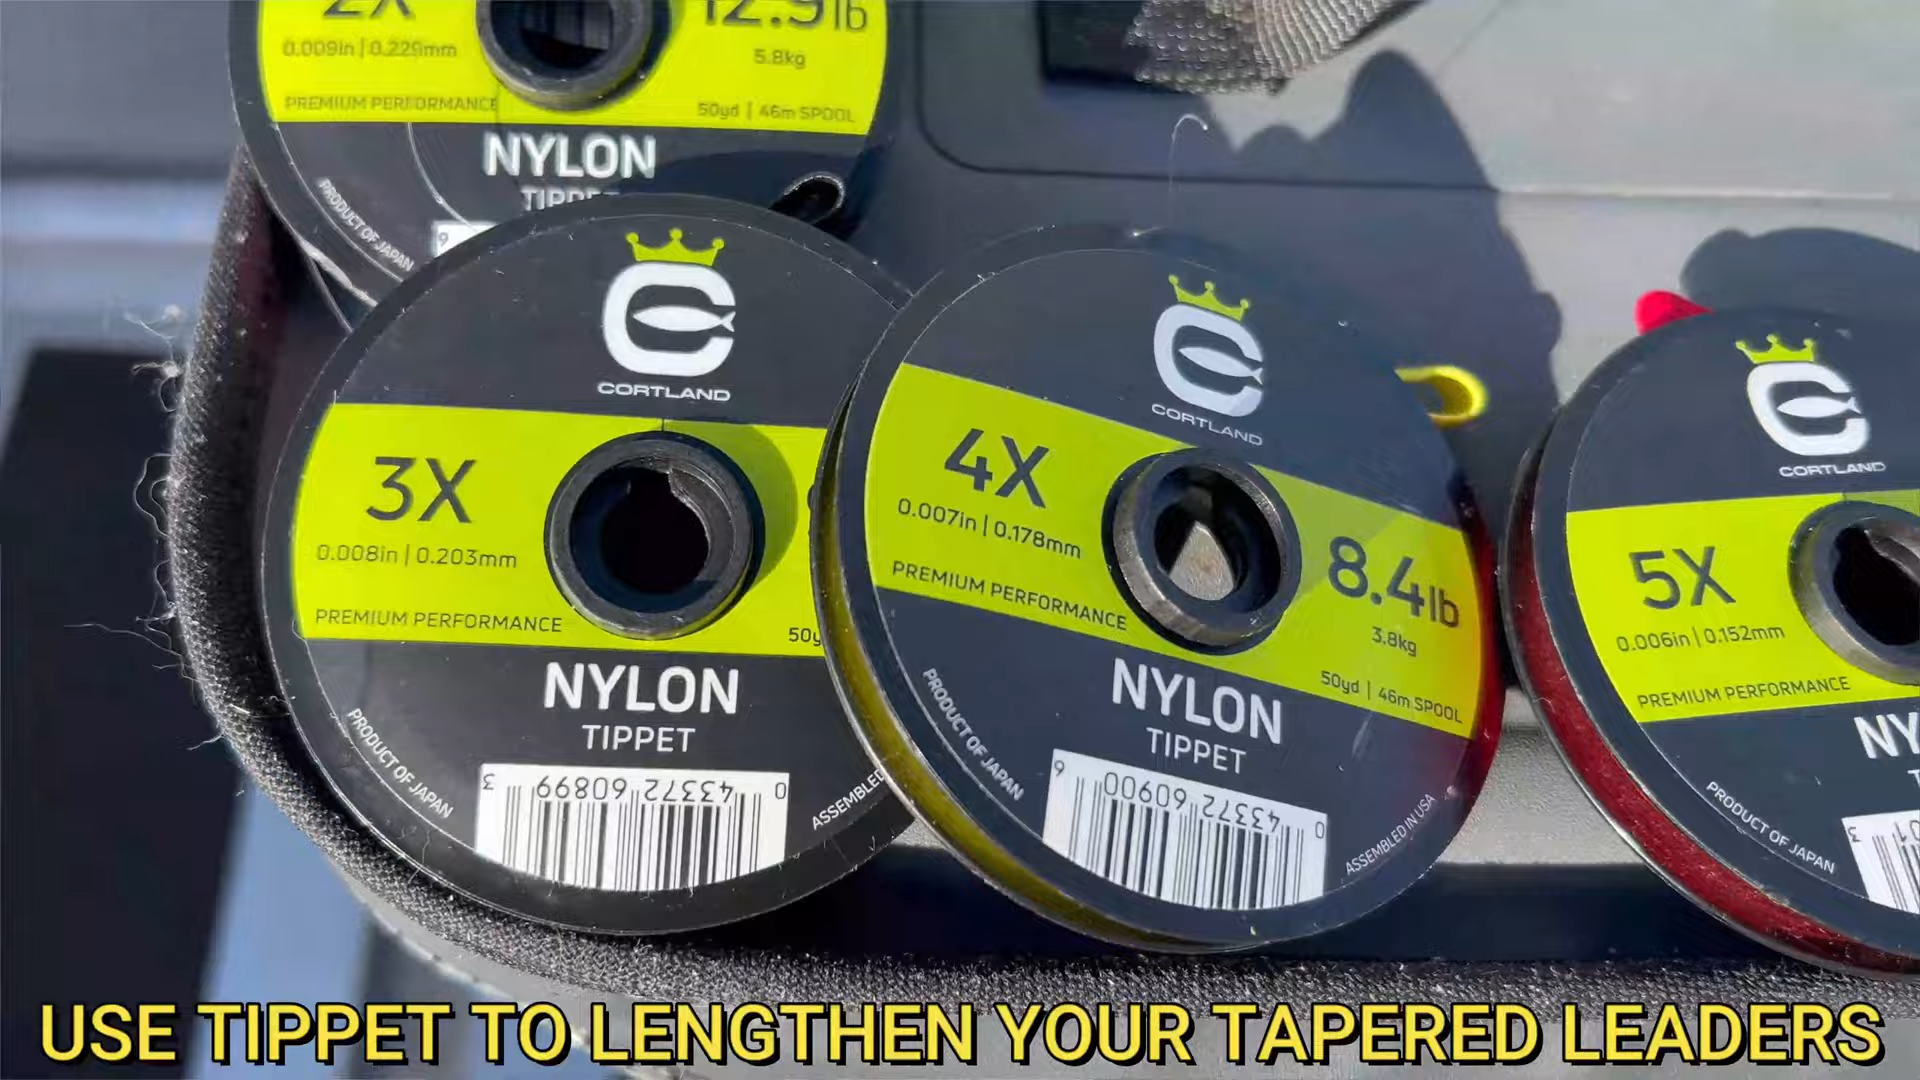 2X
12.9lb
0.009in | 0.229mm
5.8kg
PREMIUM PERFORMANCE
50yd | 46m SPOOL
NYLON
PRODUCT OF JAPAN
CORTLAND
3X
0.008in | 0.203mm
PREMIUM PERFORMANCE
NYLON
TIPPET
PRODUCT OF JAPAN
ASSEMBLED
0 43372 60899 3
CORTLAND
4X
0.007in | 0.178mm
8.4lb
3.8kg
PREMIUM PERFORMANCE
50yd | 46m SPOOL
NYLON
TIPPET
PRODUCT OF JAPAN
ASSEMBLED IN USA
0 43372 60900 6
CORTLAND
5X
0.006in | 0.152mm
PREMIUM PERFORMANCE
PRODUCT OF JAPAN
USE TIPPET TO LENGTHEN YOUR TAPERED LEADERS